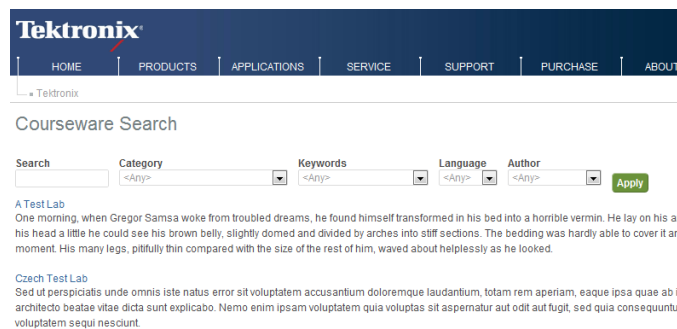 Tektronix
HOME PRODUCTS APPLICATIONS SERVICE SUPPORT PURCHASE ABOUT
Tektronix
Courseware Search
Search Category Keywords Language Author
<Any> <Any> <Any> <Any> Apply
A Test Lab
One morning, when Gregor Samsa woke from troubled dreams, he found himself transformed in his bed into a horrible vermin. He lay on his a
his head a little he could see his brown belly, slightly domed and divided by arches into stiff sections. The bedding was hardly able to cover it ar
moment. His many legs, pitifully thin compared with the size of the rest of him, waved about helplessly as he looked.
Czech Test Lab
Sed ut perspiciatis unde omnis iste natus error sit voluptatem accusantium doloremque laudantium, totam rem aperiam, eaque ipsa quae ab i
architecto beatae vitae dicta sunt explicabo. Nemo enim ipsam voluptatem quia voluptas sit aspernatur aut odit aut fugit, sed quia consequuntu
voluptatem sequi nesciunt.